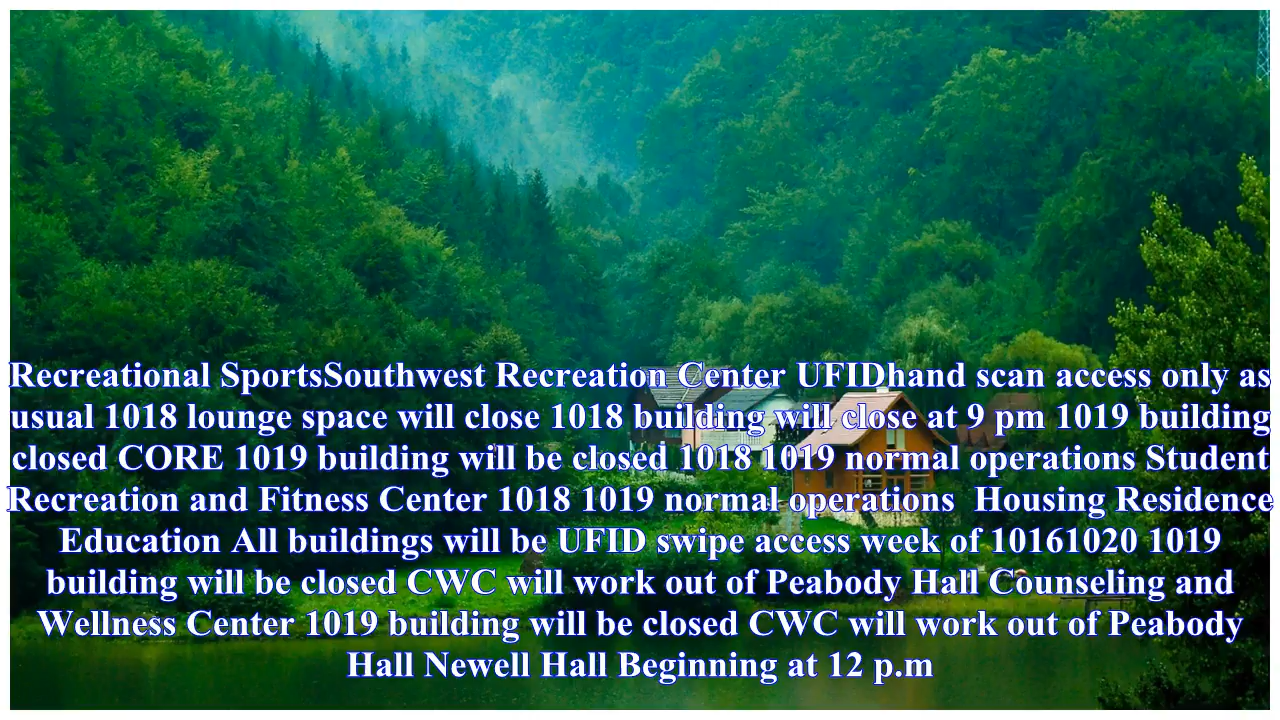 Recreational SportsSouthwest Recreation Center UFIDhand scan access only as
usual 1018 lounge space will close 1018 building will close at 9 pm 1019 building
closed CORE 1019 building will be closed 1018 1019 normal operations Student
Recreation and Fitness Center 1018 1019 normal operations  Housing Residence
Education All buildings will be UFID swipe access week of 10161020 1019
building will be closed CWC will work out of Peabody Hall Counseling and
Wellness Center 1019 building will be closed CWC will work out of Peabody
Hall Newell Hall Beginning at 12 p.m